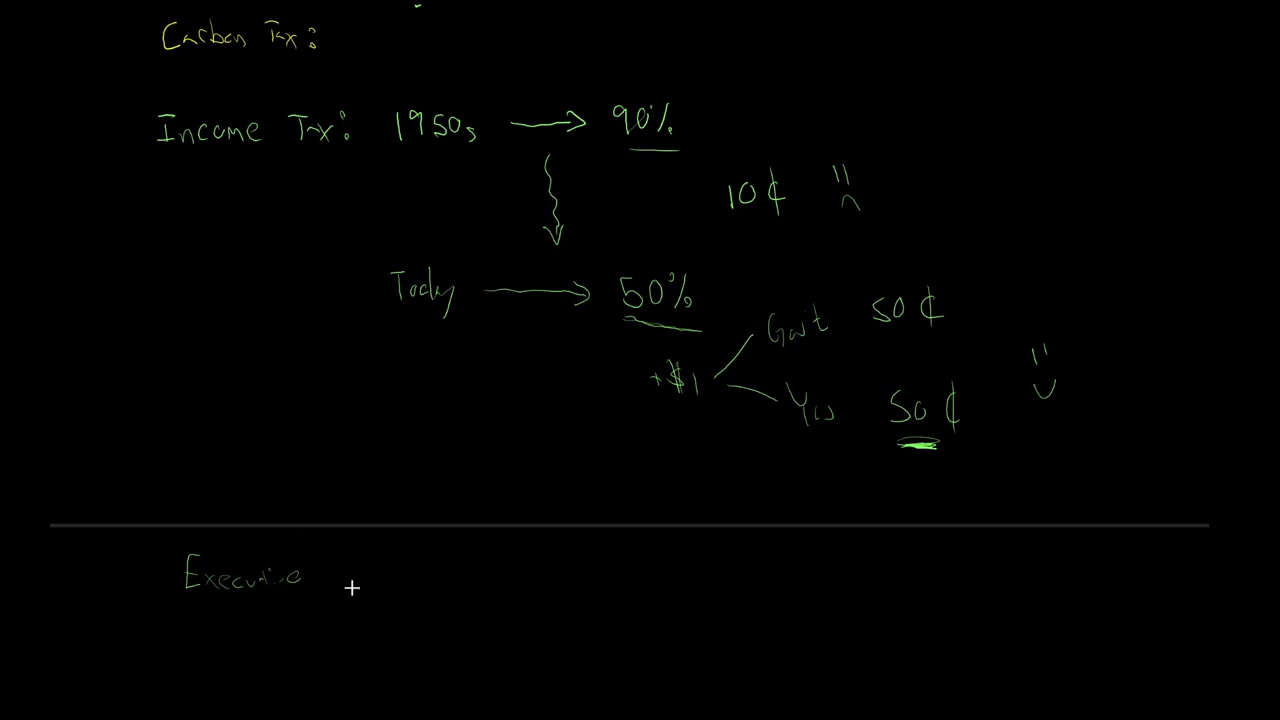 Carbon Tax:
Income Tax: 1950s → 90%
10¢
Today → 50%
Gov't 50¢
+$1
You 50¢
Executive